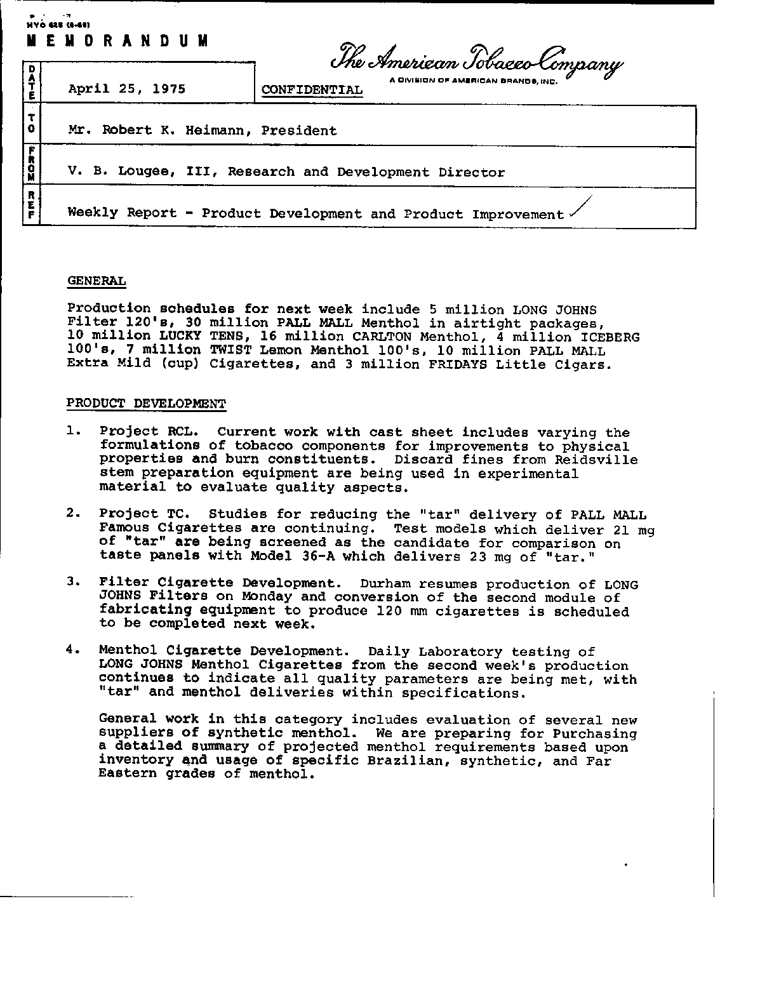 NYO 625 (8-69)
MEMORANDUM
The American Tobacco Company
A DIVISION OF AMERICAN BRANDS, INC.
DATE
April 25, 1975
CONFIDENTIAL
TO
Mr. Robert K. Heimann, President
FROM
V. B. Lougee, III, Research and Development Director
REF
Weekly Report - Product Development and Product Improvement
GENERAL
Production schedules for next week include 5 million LONG JOHNS
Filter 120's, 30 million PALL MALL Menthol in airtight packages,
10 million LUCKY TENS, 16 million CARLTON Menthol, 4 million ICEBERG
100's, 7 million TWIST Lemon Menthol 100's, 10 million PALL MALL
Extra Mild (cup) Cigarettes, and 3 million FRIDAYS Little Cigars.
PRODUCT DEVELOPMENT
1. Project RCL. Current work with cast sheet includes varying the
formulations of tobacco components for improvements to physical
properties and burn constituents. Discard fines from Reidsville
stem preparation equipment are being used in experimental
material to evaluate quality aspects.
2. Project TC. Studies for reducing the "tar" delivery of PALL MALL
Famous Cigarettes are continuing. Test models which deliver 21 mg
of "tar" are being screened as the candidate for comparison on
taste panels with Model 36-A which delivers 23 mg of "tar."
3. Filter Cigarette Development. Durham resumes production of LONG
JOHNS Filters on Monday and conversion of the second module of
fabricating equipment to produce 120 mm cigarettes is scheduled
to be completed next week.
4. Menthol Cigarette Development. Daily Laboratory testing of
LONG JOHNS Menthol Cigarettes from the second week's production
continues to indicate all quality parameters are being met, with
"tar" and menthol deliveries within specifications.
General work in this category includes evaluation of several new
suppliers of synthetic menthol. We are preparing for Purchasing
a detailed summary of projected menthol requirements based upon
inventory and usage of specific Brazilian, synthetic, and Far
Eastern grades of menthol.